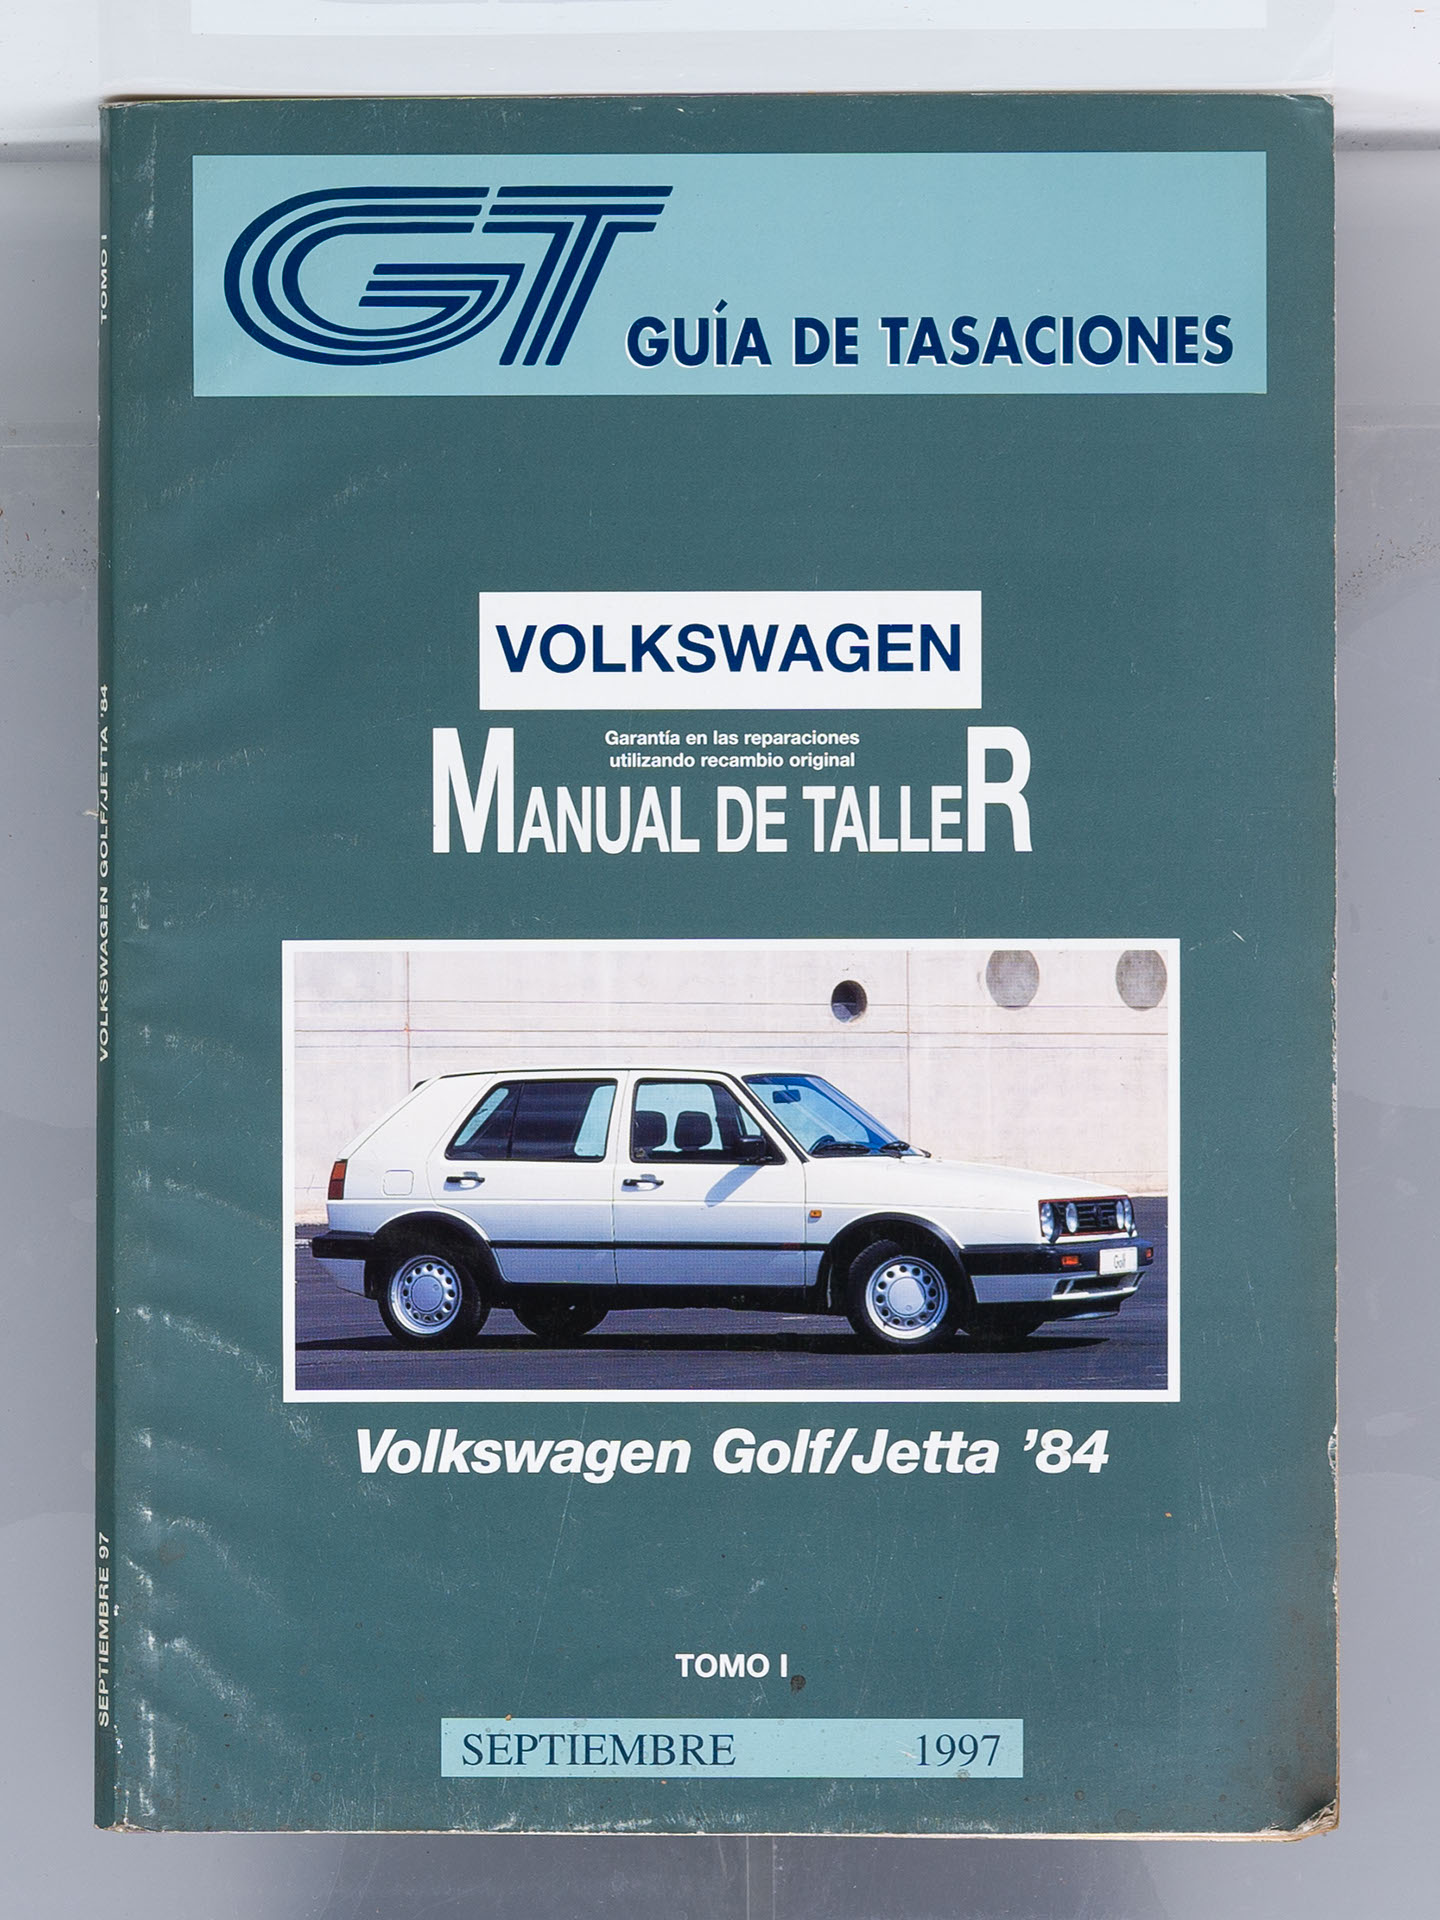 GT GUÍA DE TASACIONES
VOLKSWAGEN
Garantía en las reparaciones
utilizando recambio original
MANUAL DE TALLER
Golf
Volkswagen Golf/Jetta ’84
TOMO I
SEPTIEMBRE 1997
TOMO I
VOLKSWAGEN GOLF/JETTA '84
SEPTIEMBRE 97